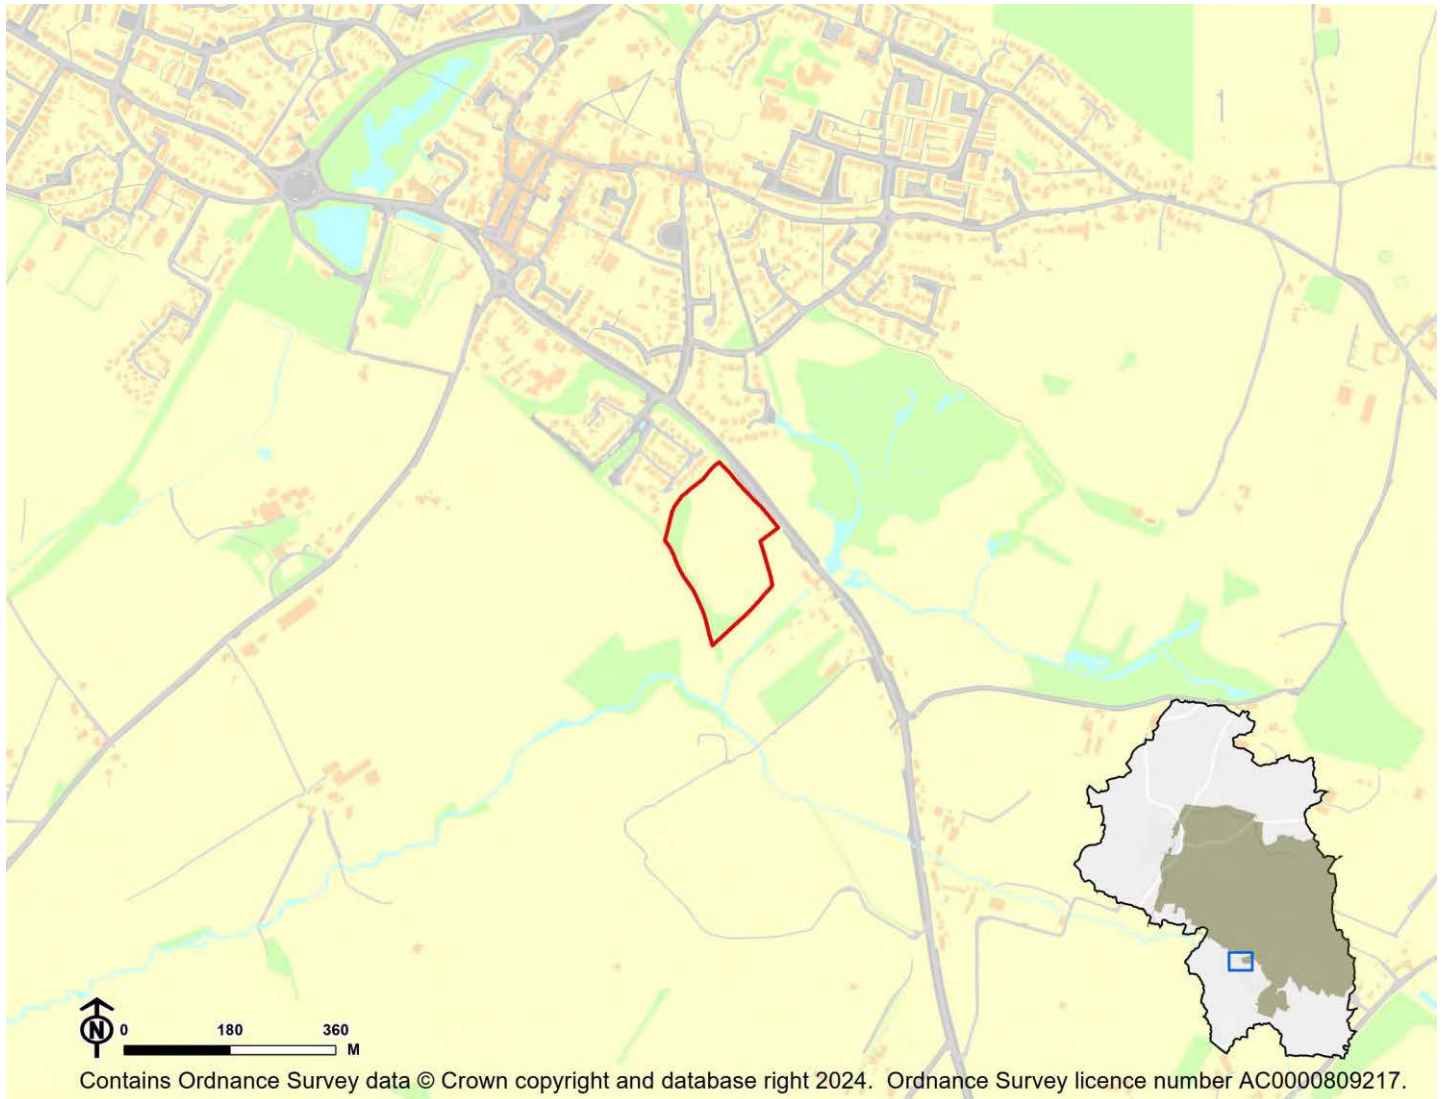 N
0 180 360
M
Contains Ordnance Survey data © Crown copyright and database right 2024. Ordnance Survey licence number AC0000809217.